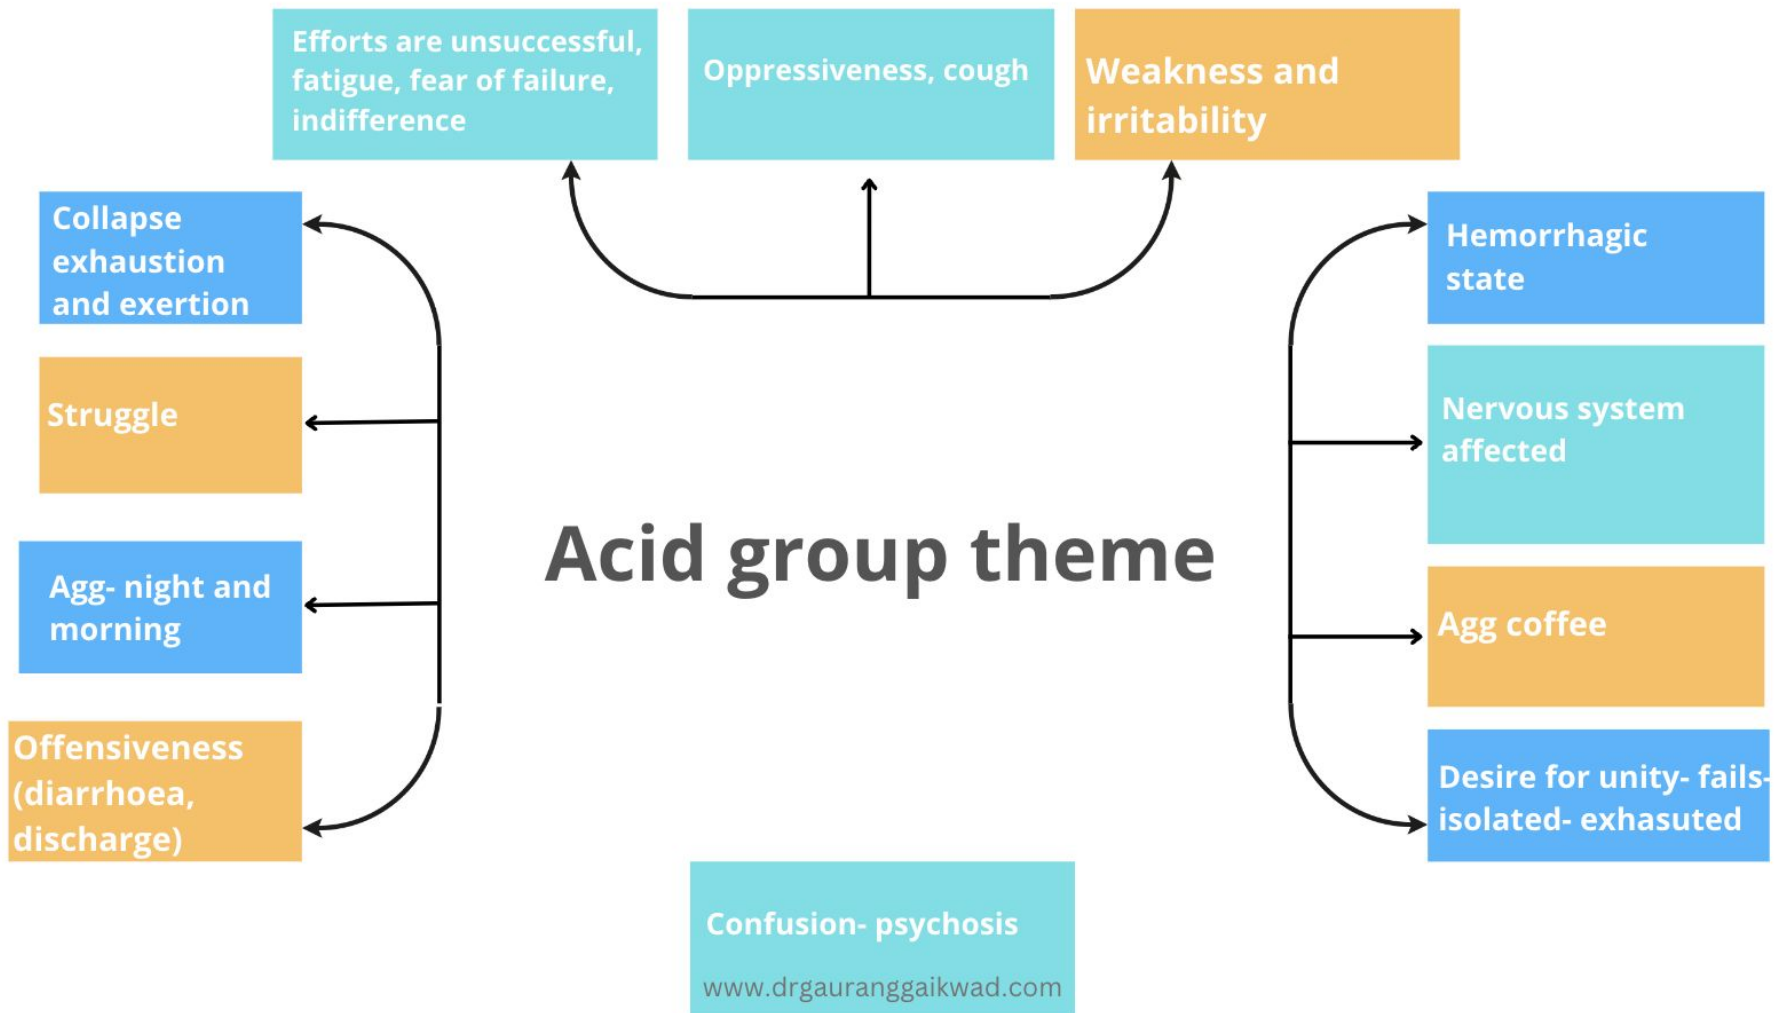 Efforts are unsuccessful,
fatigue, fear of failure,
indifference
Oppressiveness, cough
Weakness and
irritability
Collapse
exhaustion
and exertion
Struggle
Agg- night and
morning
Offensiveness
(diarrhoea,
discharge)
Acid group theme
Hemorrhagic
state
Nervous system
affected
Agg coffee
Desire for unity- fails-
isolated- exhasuted
Confusion- psychosis
www.drgauranggaikwad.com